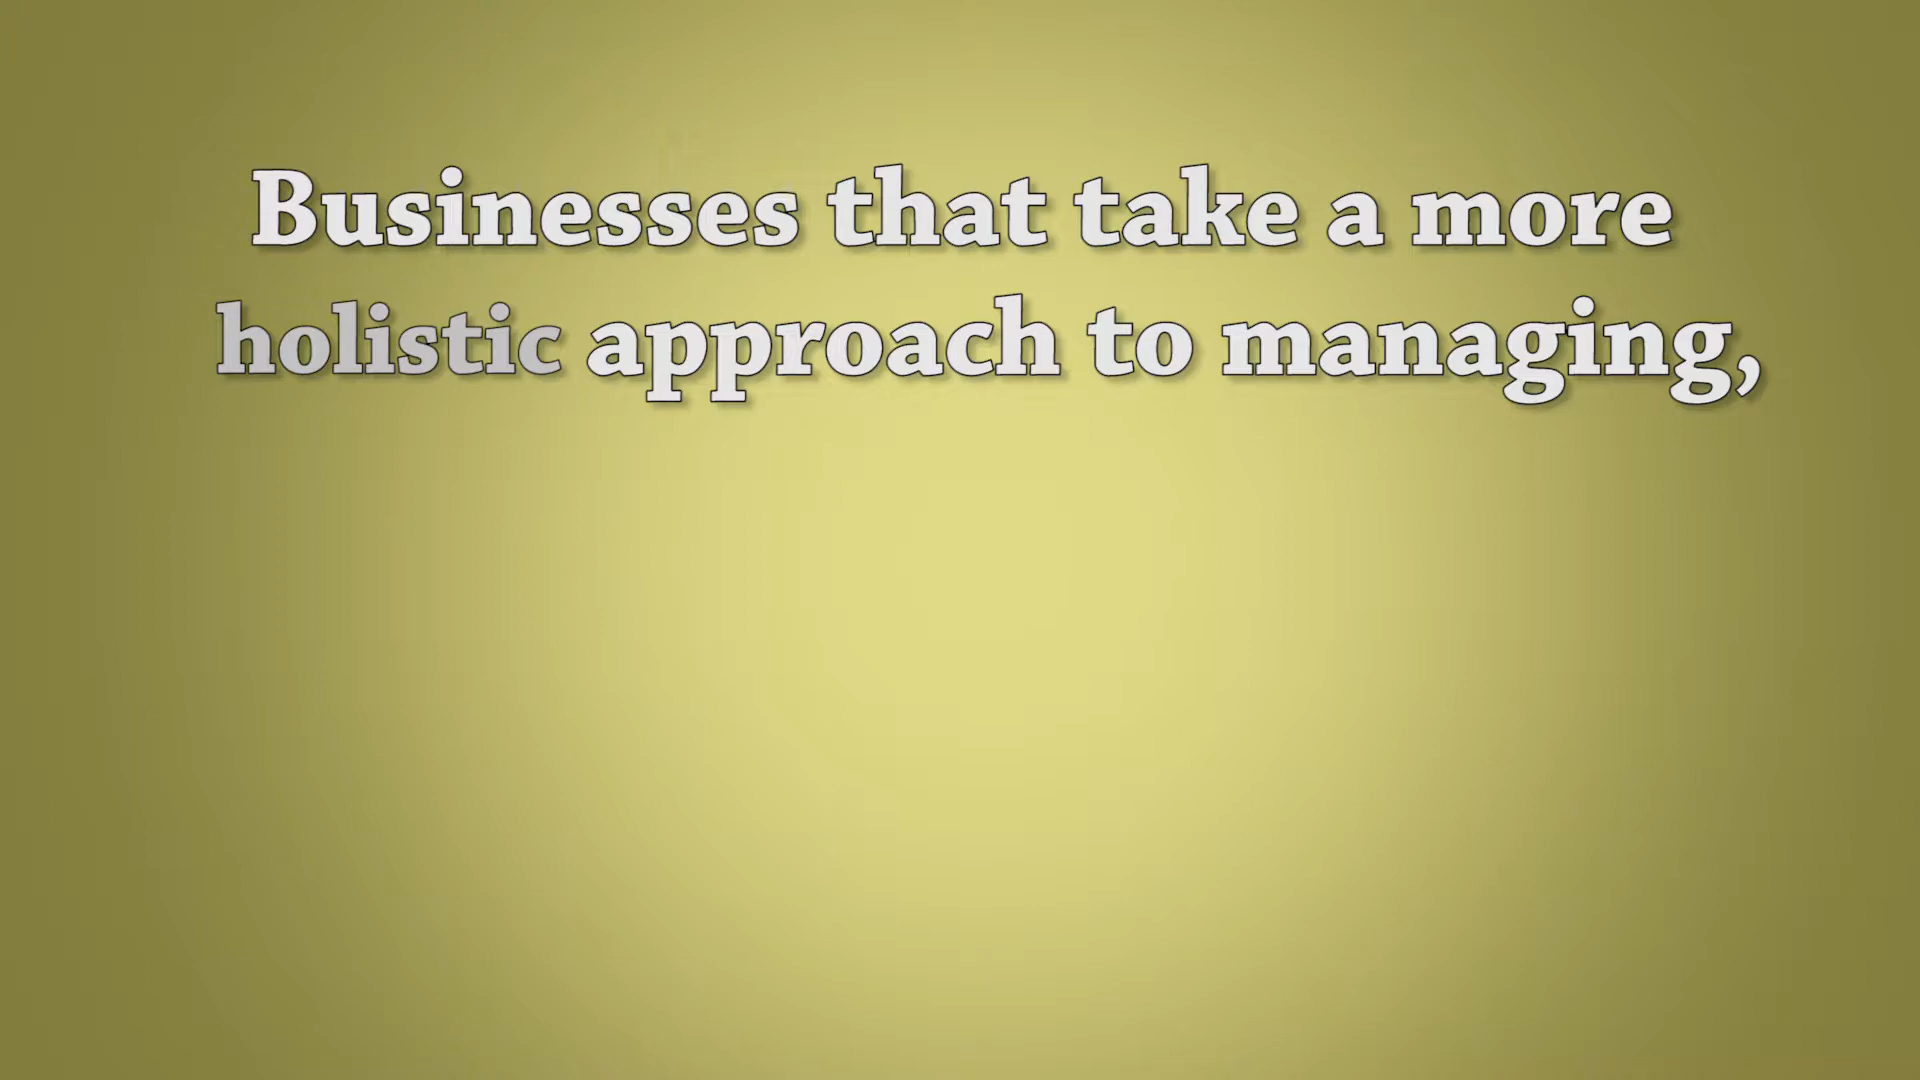 Businesses that take a more
holistic approach to managing,